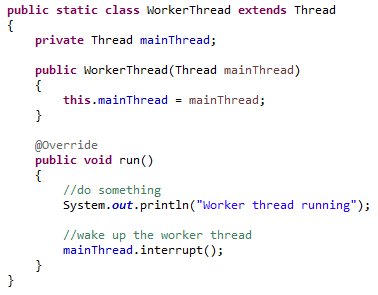 public static class WorkerThread extends Thread
{
    private Thread mainThread;

    public WorkerThread(Thread mainThread)
    {
        this.mainThread = mainThread;
    }

    @Override
    public void run()
    {
        //do something
        System.out.println("Worker thread running");

        //wake up the worker thread
        mainThread.interrupt();
    }
}